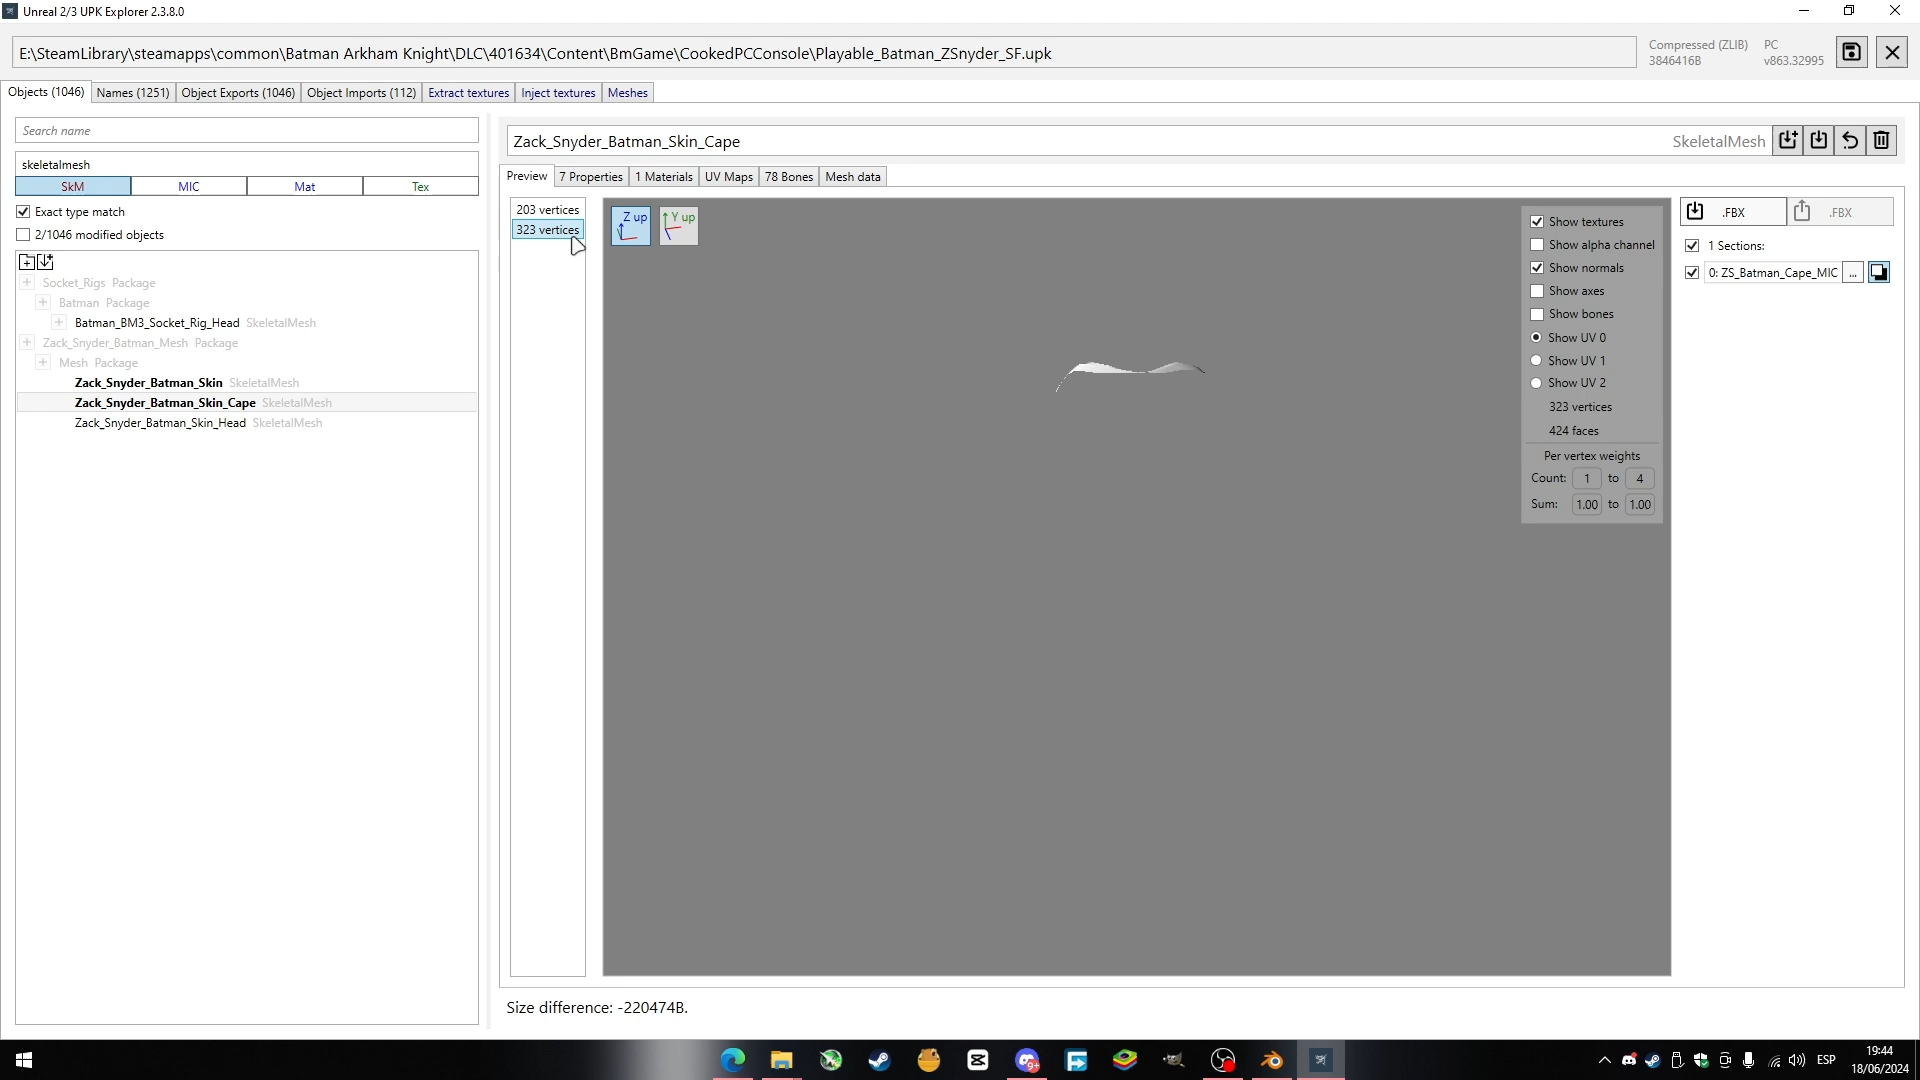 Unreal 2/3 UPK Explorer 2.3.8.0
E:\SteamLibrary\steamapps\common\Batman Arkham Knight\DLC\401634\Content\BmGame\CookedPCConsole\Playable_Batman_ZSnyder_SF.upk
Compressed (ZLIB) PC
3846416B v863.32995
Objects (1046) Names (1251) Object Exports (1046) Object Imports (112) Extract textures Inject textures Meshes
Search name
skeletalmesh
SkM MIC Mat Tex
Exact type match
2/1046 modified objects
Socket_Rigs Package
Batman Package
Batman_BM3_Socket_Rig_Head SkeletalMesh
Zack_Snyder_Batman_Mesh Package
Mesh Package
Zack_Snyder_Batman_Skin SkeletalMesh
Zack_Snyder_Batman_Skin_Cape SkeletalMesh
Zack_Snyder_Batman_Skin_Head SkeletalMesh
Zack_Snyder_Batman_Skin_Cape SkeletalMesh
Preview 7 Properties 1 Materials UV Maps 78 Bones Mesh data
203 vertices
323 vertices
Z up Y up
Show textures
Show alpha channel
Show normals
Show axes
Show bones
Show UV 0
Show UV 1
Show UV 2
323 vertices
424 faces
Per vertex weights
Count: 1 to 4
Sum: 1.00 to 1.00
.FBX .FBX
1 Sections:
0: ZS_Batman_Cape_MIC ...
Size difference: -220474B.
9+
ESP
19:44
18/06/2024